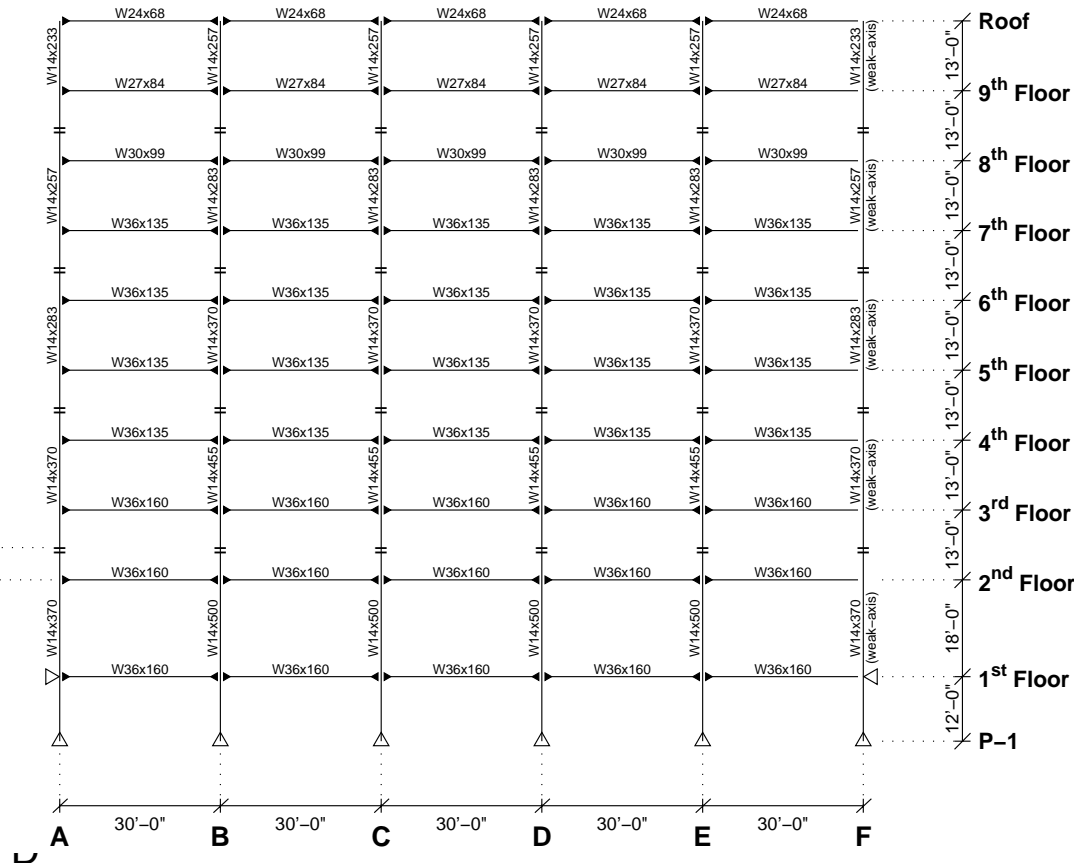 W24x68 W24x68 W24x68 W24x68 W24x68 Roof
W14x233 W14x257 W14x257 W14x257 W14x257 W14x233 (weak–axis) 13'–0"
W27x84 W27x84 W27x84 W27x84 W27x84 9th Floor
13'–0"
W30x99 W30x99 W30x99 W30x99 W30x99 8th Floor
W14x257 W14x283 W14x283 W14x283 W14x283 W14x257 (weak–axis) 13'–0"
W36x135 W36x135 W36x135 W36x135 W36x135 7th Floor
13'–0"
W36x135 W36x135 W36x135 W36x135 W36x135 6th Floor
W14x283 W14x370 W14x370 W14x370 W14x370 W14x283 (weak–axis) 13'–0"
W36x135 W36x135 W36x135 W36x135 W36x135 5th Floor
13'–0"
W36x135 W36x135 W36x135 W36x135 W36x135 4th Floor
W14x370 W14x455 W14x455 W14x455 W14x455 W14x370 (weak–axis) 13'–0"
W36x160 W36x160 W36x160 W36x160 W36x160 3rd Floor
13'–0"
W36x160 W36x160 W36x160 W36x160 W36x160 2nd Floor
W14x370 W14x500 W14x500 W14x500 W14x500 W14x370 (weak–axis) 18'–0"
W36x160 W36x160 W36x160 W36x160 W36x160 1st Floor
12'–0"
P–1
30'–0" 30'–0" 30'–0" 30'–0" 30'–0"
A B C D E F